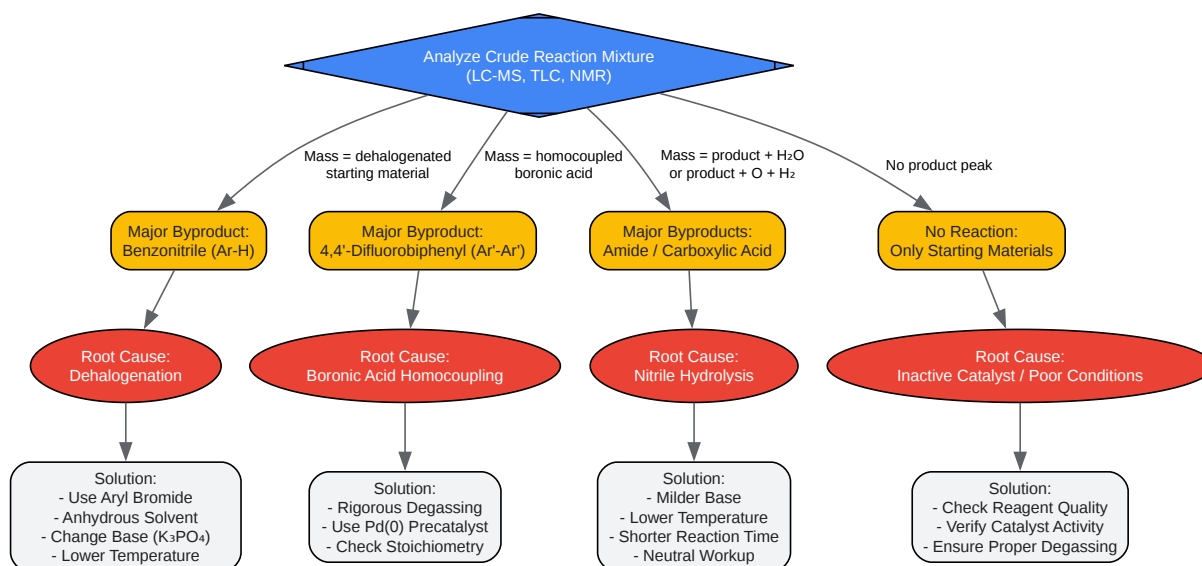 Analyze Crude Reaction Mixture
(LC-MS, TLC, NMR)
Mass = dehalogenated
starting material
Mass = homocoupled
boronic acid
Mass = product + H₂O
or product + O + H₂
No product peak
Major Byproduct:
Benzonitrile (Ar-H)
Major Byproduct:
4,4'-Difluorobiphenyl (Ar'-Ar')
Major Byproducts:
Amide / Carboxylic Acid
No Reaction:
Only Starting Materials
Root Cause:
Dehalogenation
Root Cause:
Boronic Acid Homocoupling
Root Cause:
Nitrile Hydrolysis
Root Cause:
Inactive Catalyst / Poor Conditions
Solution:
- Use Aryl Bromide
- Anhydrous Solvent
- Change Base (K₃PO₄)
- Lower Temperature
Solution:
- Rigorous Degassing
- Use Pd(0) Precatalyst
- Check Stoichiometry
Solution:
- Milder Base
- Lower Temperature
- Shorter Reaction Time
- Neutral Workup
Solution:
- Check Reagent Quality
- Verify Catalyst Activity
- Ensure Proper Degassing